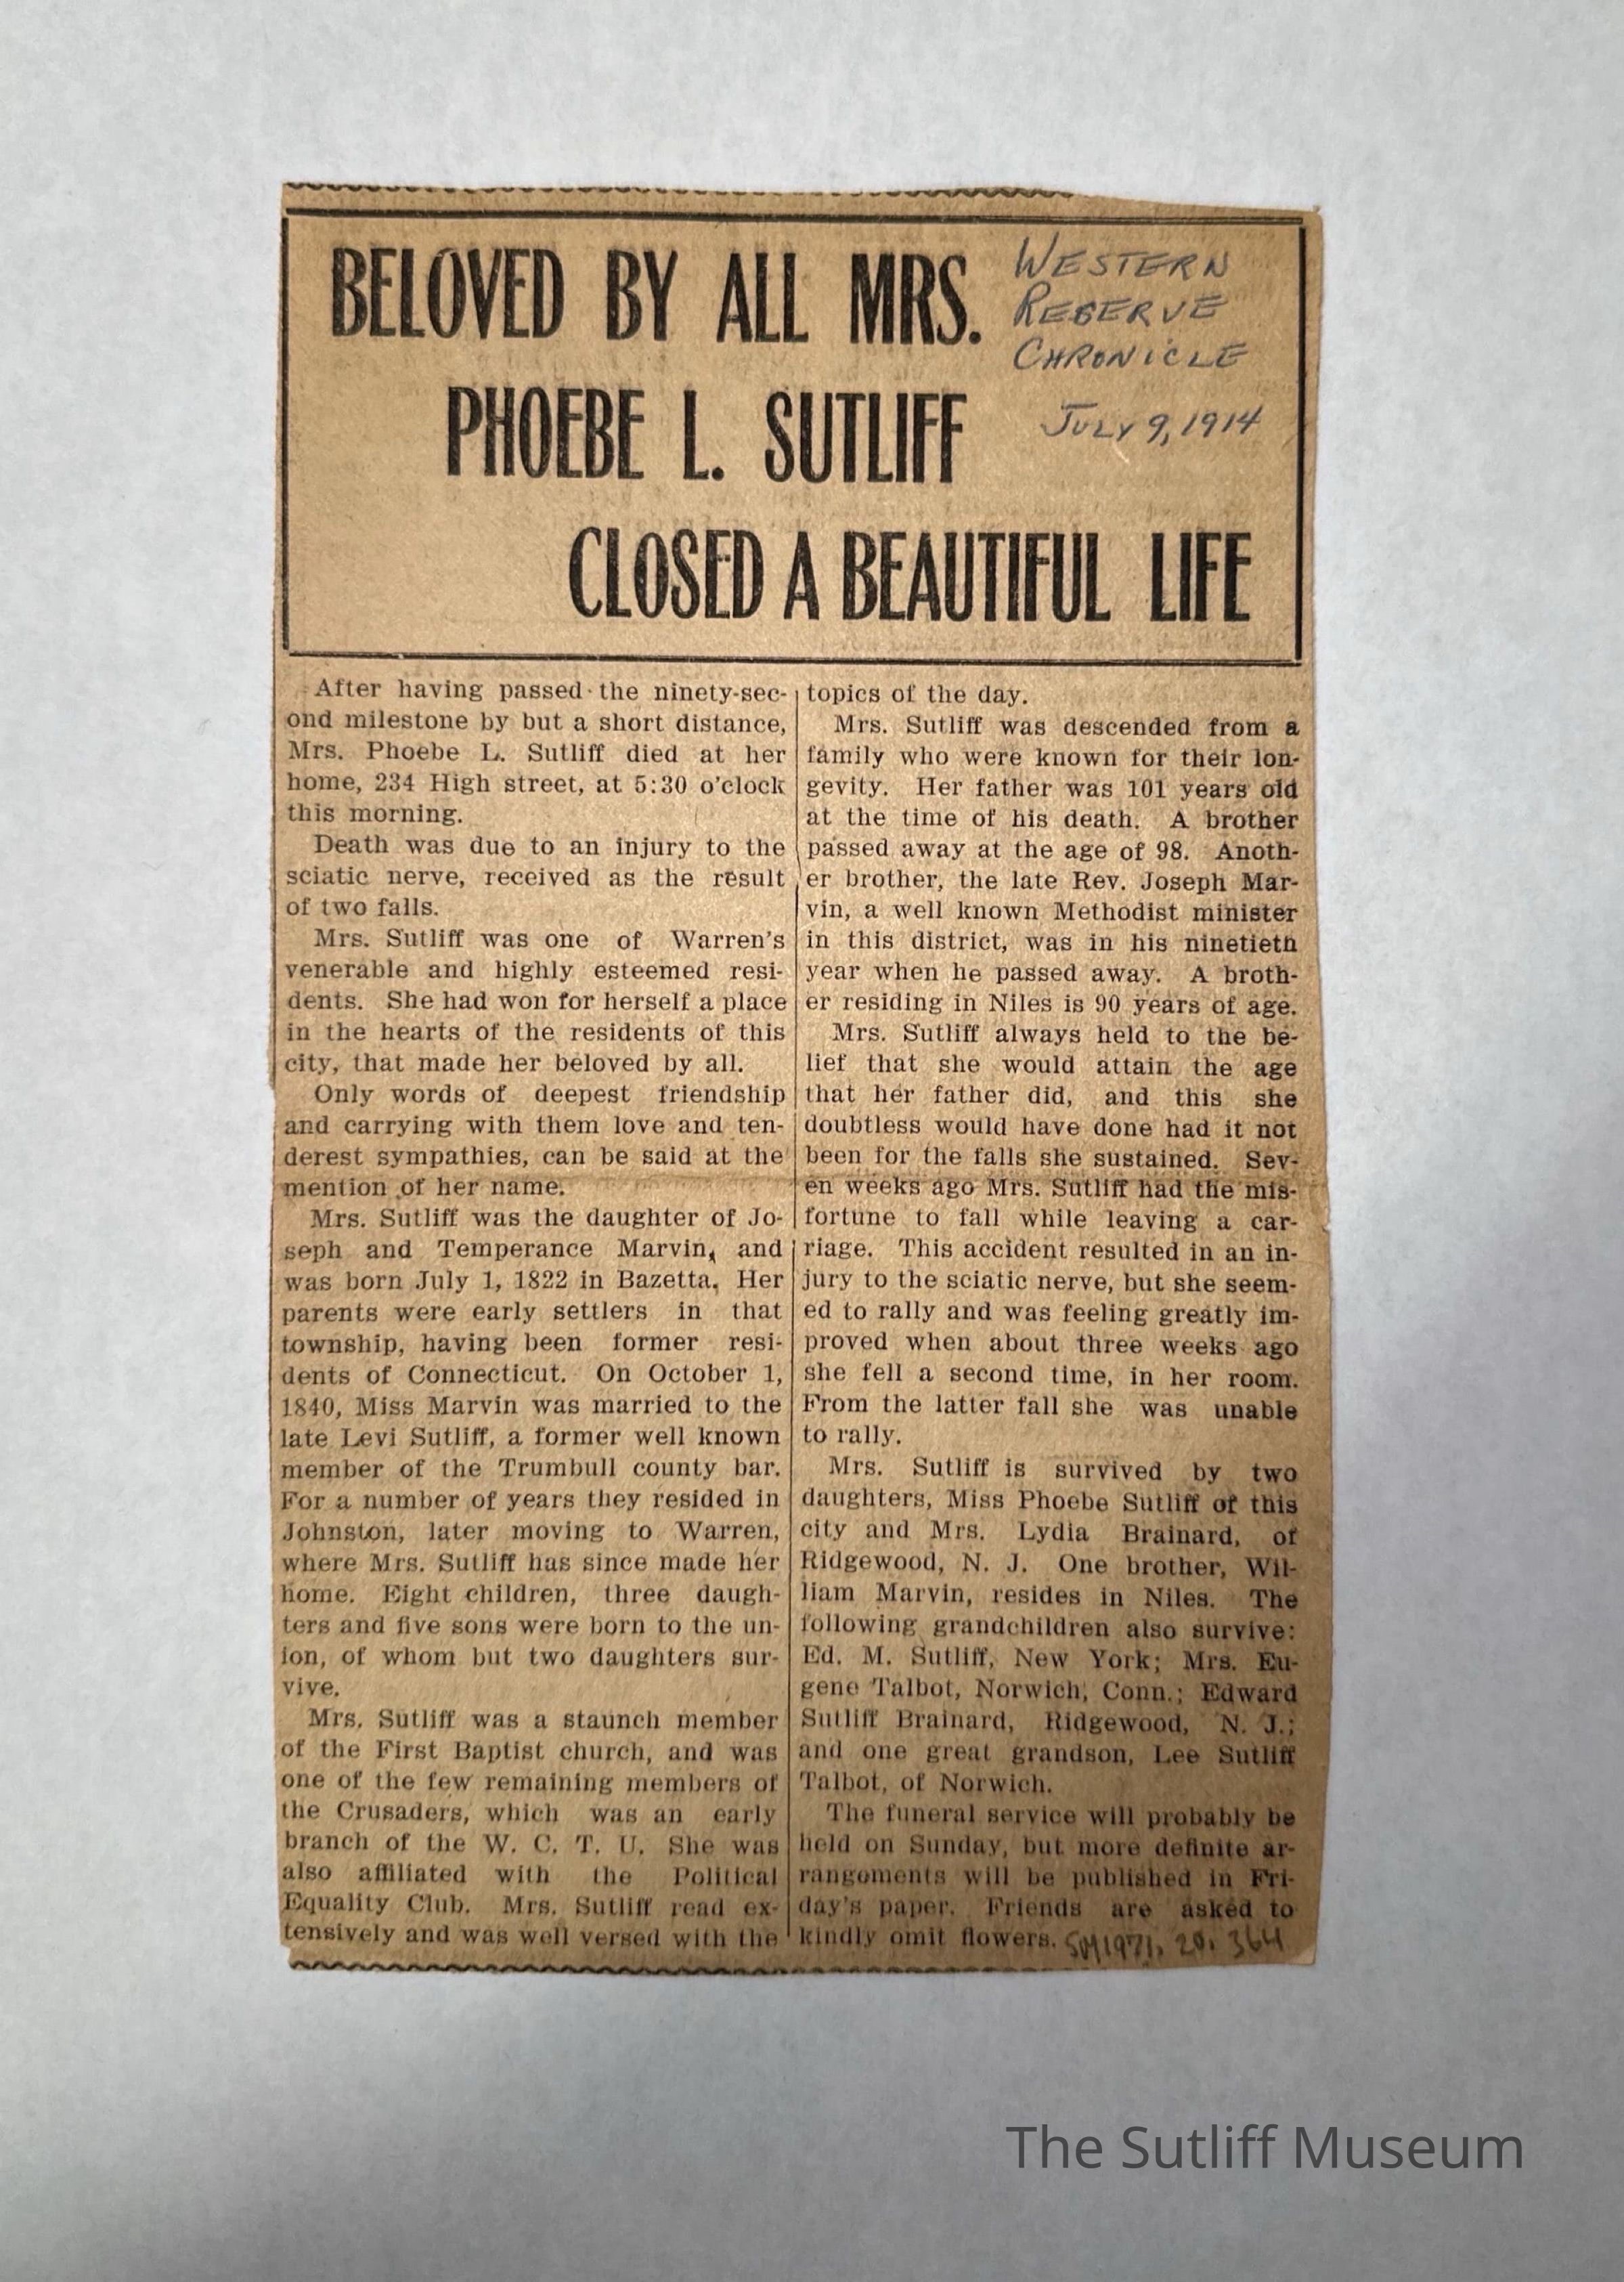 BELOVED BY ALL MRS.
PHOEBE L. SUTLIFF
CLOSED A BEAUTIFUL LIFE
WESTERN
RESERVE
CHRONICLE
JULY 9, 1914
After having passed the ninety-sec-
ond milestone by but a short distance,
Mrs. Phoebe L. Sutliff died at her
home, 234 High street, at 5:30 o'clock
this morning.
Death was due to an injury to the
sciatic nerve, received as the result
of two falls.
Mrs. Sutliff was one of Warren's
venerable and highly esteemed resi-
dents. She had won for herself a place
in the hearts of the residents of this
city, that made her beloved by all.
Only words of deepest friendship
and carrying with them love and ten-
derest sympathies, can be said at the
mention of her name.
Mrs. Sutliff was the daughter of Jo-
seph and Temperance Marvin, and
was born July 1, 1822 in Bazetta, Her
parents were early settlers in that
township, having been former resi-
dents of Connecticut. On October 1,
1840, Miss Marvin was married to the
late Levi Sutliff, a former well known
member of the Trumbull county bar.
For a number of years they resided in
Johnston, later moving to Warren,
where Mrs. Sutliff has since made her
home. Eight children, three daugh-
ters and five sons were born to the un-
ion, of whom but two daughters sur-
vive.
Mrs. Sutliff was a staunch member
of the First Baptist church, and was
one of the few remaining members of
the Crusaders, which was an early
branch of the W. C. T. U. She was
also affiliated with the Political
Equality Club. Mrs. Sutliff read ex-
tensively and was well versed with the
topics of the day.
Mrs. Sutliff was descended from a
family who were known for their lon-
gevity. Her father was 101 years old
at the time of his death. A brother
passed away at the age of 98. Anoth-
er brother, the late Rev. Joseph Mar-
vin, a well known Methodist minister
in this district, was in his ninetieth
year when he passed away. A broth-
er residing in Niles is 90 years of age.
Mrs. Sutliff always held to the be-
lief that she would attain the age
that her father did, and this she
doubtless would have done had it not
been for the falls she sustained. Sev-
en weeks ago Mrs. Sutliff had the mis-
fortune to fall while leaving a car-
riage. This accident resulted in an in-
jury to the sciatic nerve, but she seem-
ed to rally and was feeling greatly im-
proved when about three weeks ago
she fell a second time, in her room.
From the latter fall she was unable
to rally.
Mrs. Sutliff is survived by two
daughters, Miss Phoebe Sutliff of this
city and Mrs. Lydia Brainard, of
Ridgewood, N. J. One brother, Wil-
liam Marvin, resides in Niles. The
following grandchildren also survive:
Ed. M. Sutliff, New York; Mrs. Eu-
gene Talbot, Norwich, Conn.; Edward
Sutliff Brainard, Ridgewood, N. J.;
and one great grandson, Lee Sutliff
Talbot, of Norwich.
The funeral service will probably be
held on Sunday, but more definite ar-
rangements will be published in Fri-
day's paper. Friends are asked to
kindly omit flowers.
SM1971.20.364
The Sutliff Museum